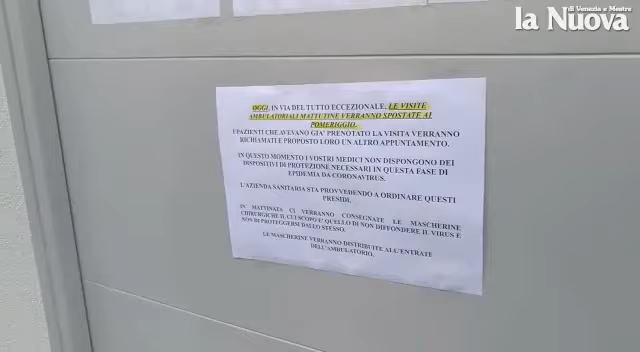 di Venezia e Mestre
la Nuova
OGGI, IN VIA DEL TUTTO ECCEZIONALE, LE VISITE
AMBULATORIALI MATTUTINE VERRANNO SPOSTATE AL
POMERIGGIO.
I PAZIENTI CHE AVEVANO GIA' PRENOTATO LA VISITA VERRANNO
RICHIAMATI E PROPOSTO LORO UN ALTRO APPUNTAMENTO.
IN QUESTO MOMENTO I VOSTRI MEDICI NON DISPONGONO DEI
DISPOSITIVI DI PROTEZIONE NECESSARI IN QUESTA FASE DI
EPIDEMIA DA CORONAVIRUS.
L'AZIENDA SANITARIA STA PROVVEDENDO A ORDINARE QUESTI
PRESIDI.
IN MATTINATA CI VERRANNO CONSEGNATE LE MASCHERINE
CHIRURGICHE IL CUI SCOPO E' QUELLO DI NON DIFFONDERE IL VIRUS E
NON DI PROTEGGERMI DALLO STESSO.
LE MASCHERINE VERRANNO DISTRIBUITE ALL'ENTRATE
DELL'AMBULATORIO.